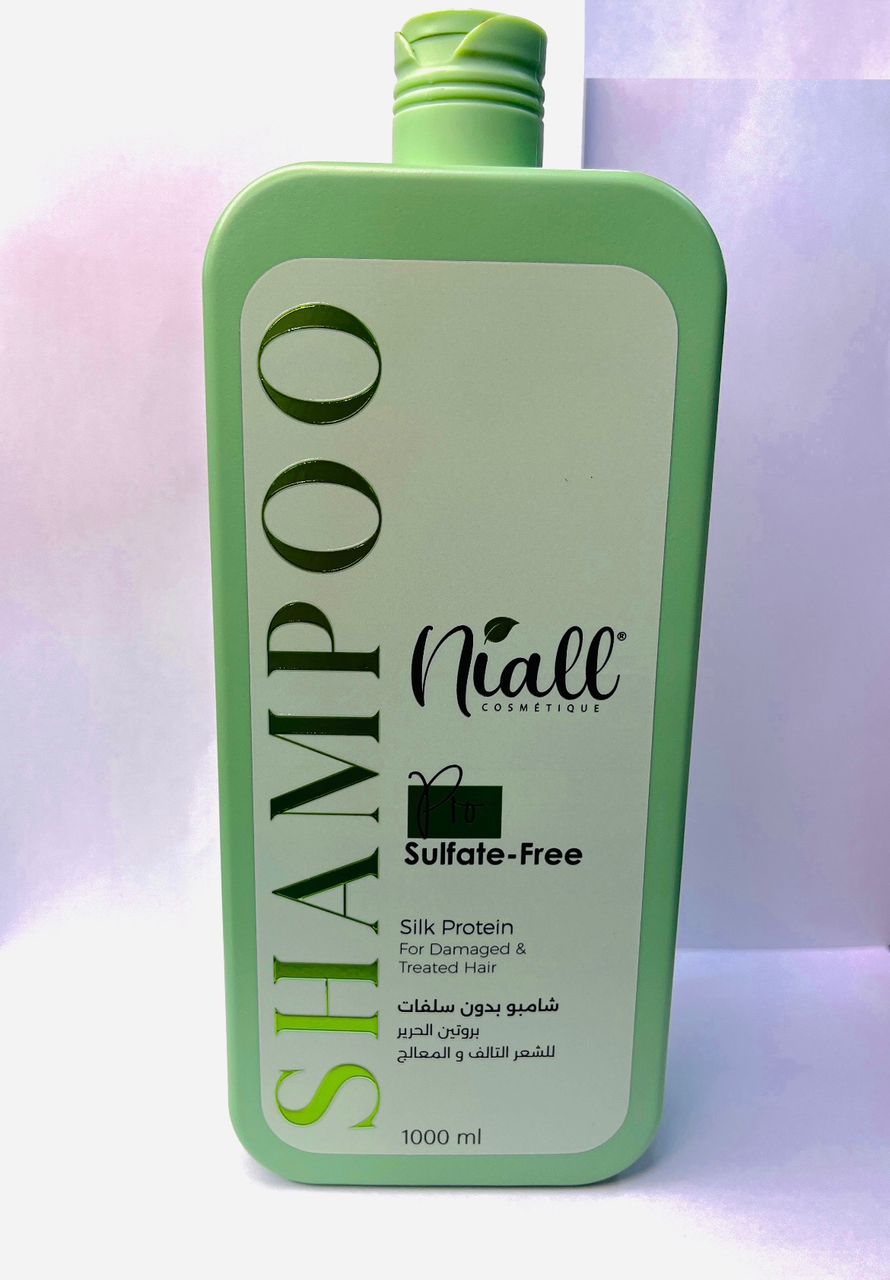 SHAMPOO
Niall®
COSMÉTIQUE
Pro
Sulfate-Free
Silk Protein
For Damaged &
Treated Hair
شامبو بدون سلفات
بروتين الحرير
للشعر التالف و المعالج
1000 ml